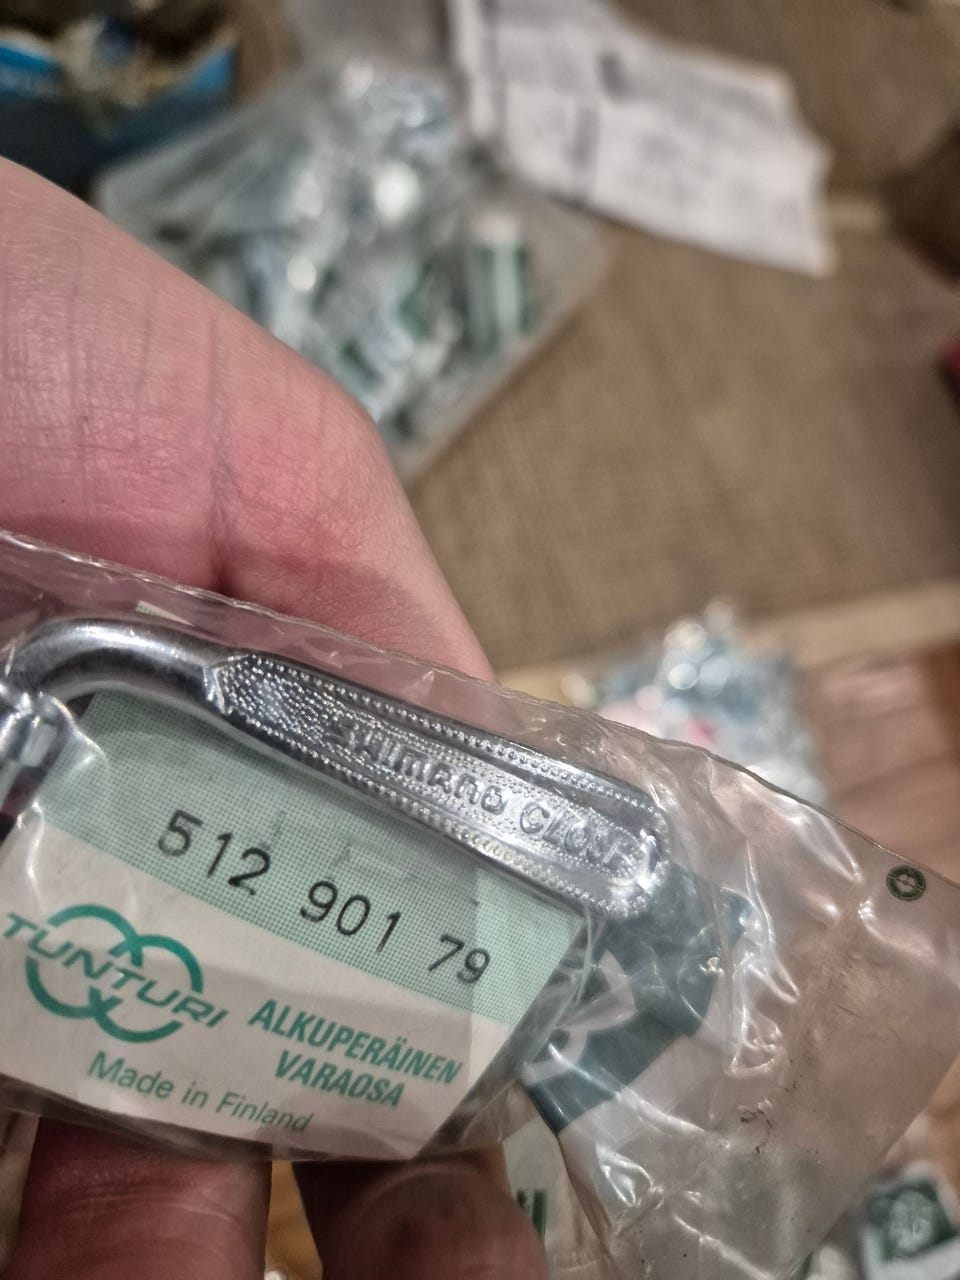 Shimano CLOSE
512 901 79
TUNTURI
ALKUPERÄINEN
VARAOSA
Made in Finland